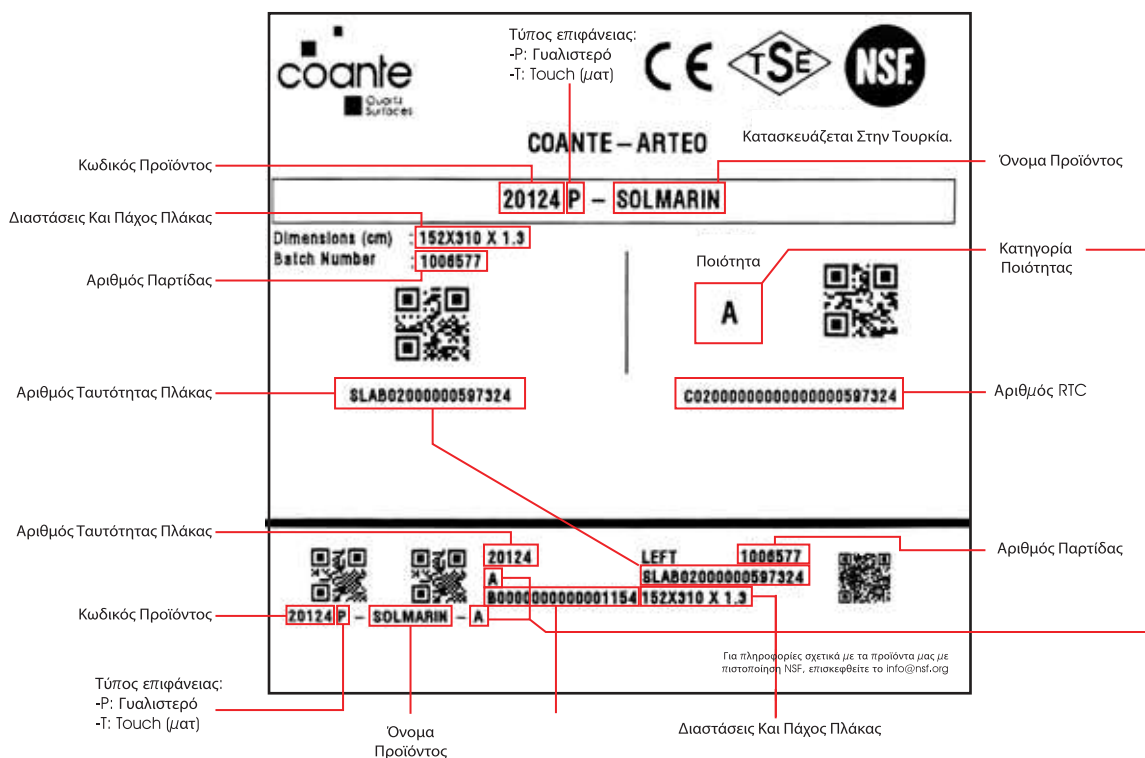 Τύπος επιφάνειας:
-P: Γυαλιστερό
-T: Touch (ματ)
coante
Quartz
Surfaces
CE
TSE
NSF.
COANTE – ARTEO
Κατασκευάζεται Στην Τουρκία.
Κωδικός Προϊόντος
Όνομα Προϊόντος
20124 P – SOLMARIN
Διαστάσεις Και Πάχος Πλάκας
Dimensions (cm) : 152X310 X 1.3
Batch Number : 1006577
Αριθμός Παρτίδας
Ποιότητα
Κατηγορία
Ποιότητας
A
Αριθμός Ταυτότητας Πλάκας
SLAB02000000597324
C02000000000000000597324
Αριθμός RTC
Αριθμός Ταυτότητας Πλάκας
20124
LEFT
1006577
Αριθμός Παρτίδας
A
SLAB02000000597324
B0000000000001154
152X310 X 1.3
Κωδικός Προϊόντος
20124 P – SOLMARIN – A
Για πληροφορίες σχετικά με τα προϊόντα μας με
πιστοποίηση NSF, επισκεφθείτε το info@nsf.org
Τύπος επιφάνειας:
-P: Γυαλιστερό
-T: Touch (ματ)
Όνομα
Προϊόντος
Διαστάσεις Και Πάχος Πλάκας